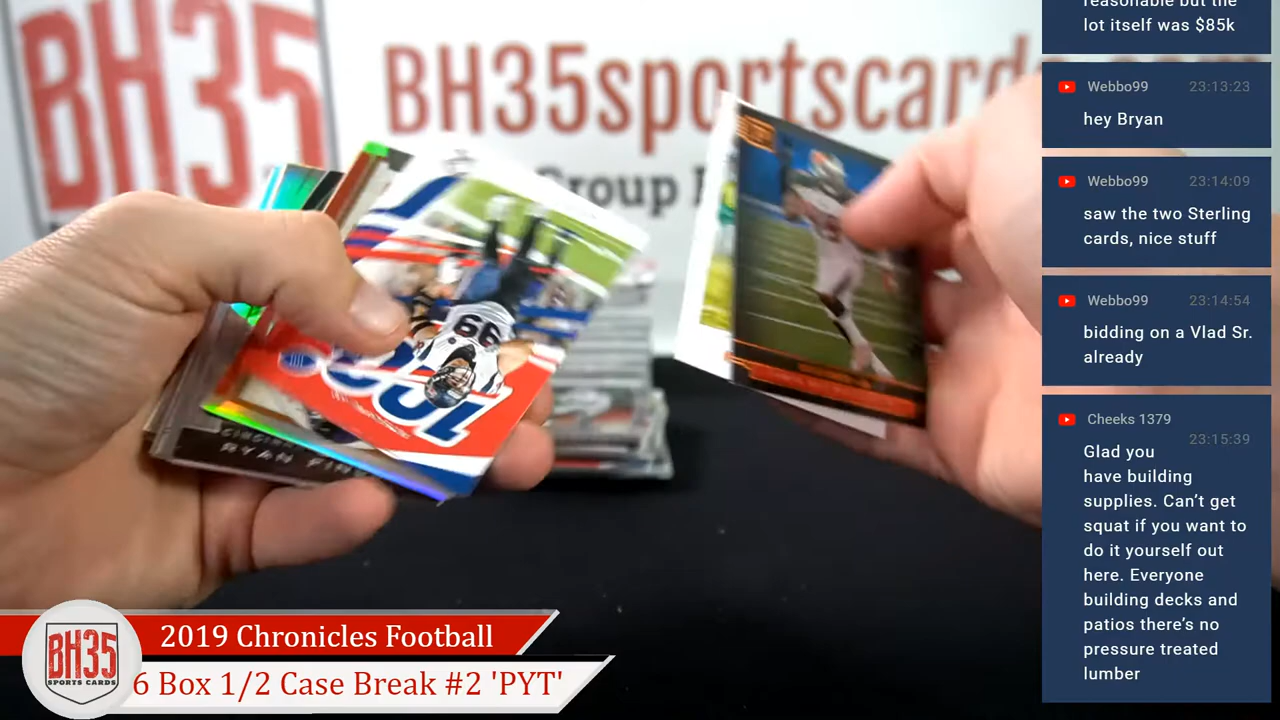 BH35
BH35sportscards
Group
99
RYAN FIN
2019 Chronicles Football
BH35
SPORTS CARDS
6 Box 1/2 Case Break #2 'PYT'
reasonable but the
lot itself was $85k
Webbo99 23:13:23
hey Bryan
Webbo99 23:14:09
saw the two Sterling
cards, nice stuff
Webbo99 23:14:54
bidding on a Vlad Sr.
already
Cheeks 1379
23:15:39
Glad you
have building
supplies. Can't get
squat if you want to
do it yourself out
here. Everyone
building decks and
patios there's no
pressure treated
lumber